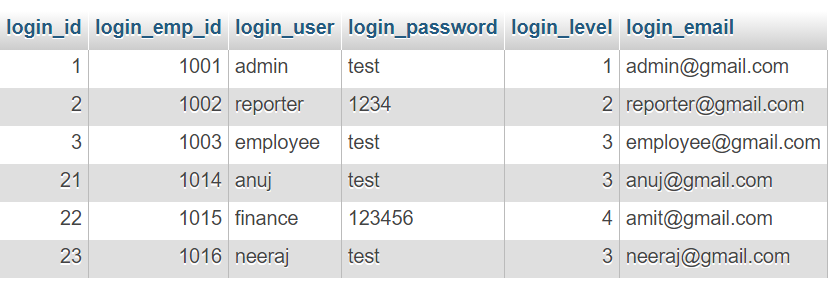 login_id login_emp_id login_user login_password login_level login_email
1 1001 admin test 1 admin@gmail.com
2 1002 reporter 1234 2 reporter@gmail.com
3 1003 employee test 3 employee@gmail.com
21 1014 anuj test 3 anuj@gmail.com
22 1015 finance 123456 4 amit@gmail.com
23 1016 neeraj test 3 neeraj@gmail.com